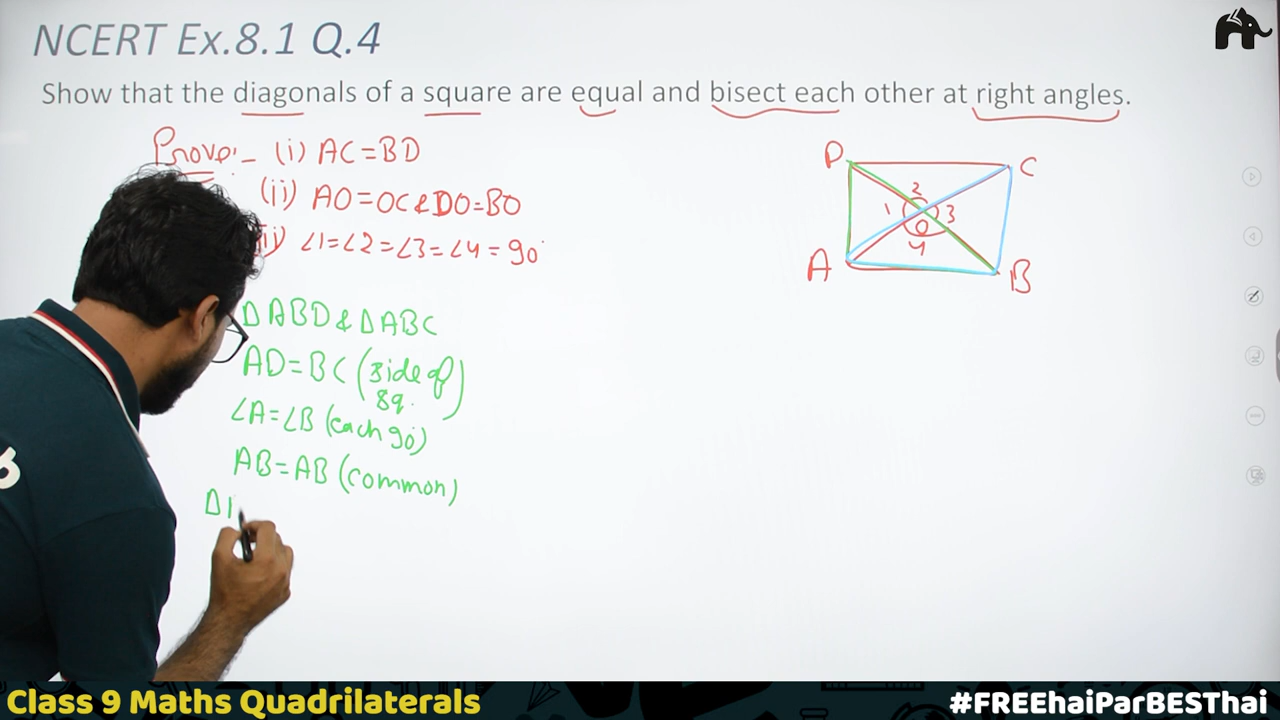 NCERT Ex.8.1 Q.4
Show that the diagonals of a square are equal and bisect each other at right angles.
Prove:- (i) AC=BD
(ii) AO=OC & DO=BO
∠1=∠2=∠3=∠4=90°
D C
2
1 3
O
4
A B
ΔABD & ΔABC
AD=BC (side of
sq.)
∠A=∠B (each 90°)
AB=AB (common)
Δ
Class 9 Maths Quadrilaterals
#FREEhaiParBESThai